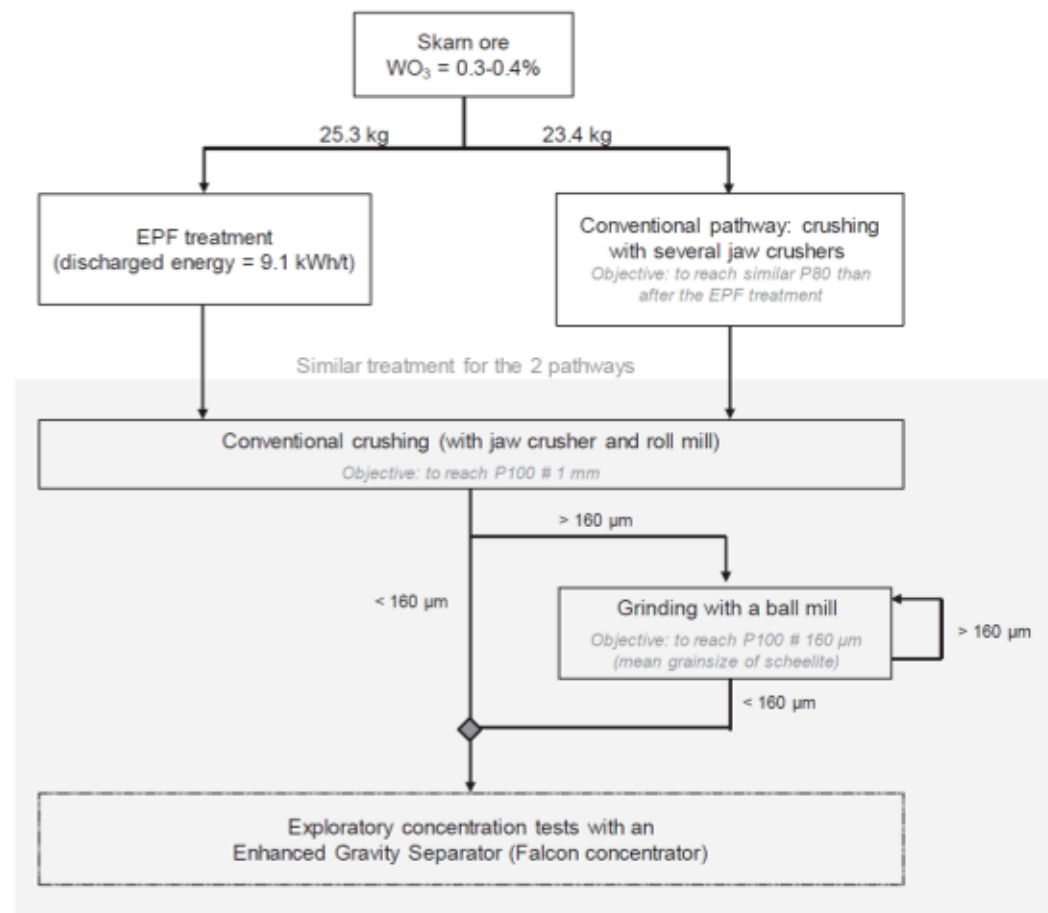 Skarn ore
WO₃ = 0.3-0.4%
25.3 kg
23.4 kg
EPF treatment
(discharged energy = 9.1 kWh/t)
Conventional pathway: crushing
with several jaw crushers
Objective: to reach similar P80 than
after the EPF treatment
Similar treatment for the 2 pathways
Conventional crushing (with jaw crusher and roll mill)
Objective: to reach P100 # 1 mm
> 160 µm
< 160 µm
Grinding with a ball mill
Objective: to reach P100 # 160 µm
(mean grainsize of scheelite)
> 160 µm
< 160 µm
Exploratory concentration tests with an
Enhanced Gravity Separator (Falcon concentrator)